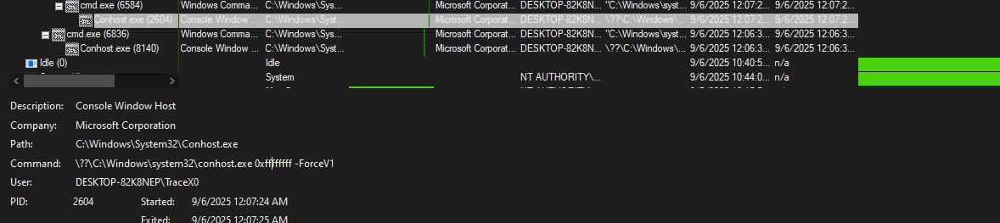 cmd.exe (6584) Windows Comma... C:\Windows\Sys... Microsoft Corporat... DESKTOP-82K8N... "C:\Windows\syst... 9/6/2025 12:07:2... 9/6/2025 12:07:2...
Conhost.exe (2604) Console Window ... C:\Windows\Syst... Microsoft Corporat... DESKTOP-82K8N... \??\C:\Windows\... 9/6/2025 12:07:2... 9/6/2025 12:07:2...
cmd.exe (6836) Windows Comma... C:\Windows\Syst... Microsoft Corporat... DESKTOP-82K8N... "C:\Windows\syst... 9/6/2025 12:06:3... 9/6/2025 12:06:3...
Conhost.exe (8140) Console Window ... C:\Windows\Syst... Microsoft Corporat... DESKTOP-82K8N... \??\C:\Windows\... 9/6/2025 12:06:3... 9/6/2025 12:06:3...
Idle (0) Idle 9/6/2025 10:40:5... n/a
System NT AUTHORITY\... 9/6/2025 10:44:0... n/a
Description: Console Window Host
Company: Microsoft Corporation
Path: C:\Windows\System32\Conhost.exe
Command: \??\C:\Windows\system32\conhost.exe 0xffffffff -ForceV1
User: DESKTOP-82K8NEP\TraceX0
PID: 2604 Started: 9/6/2025 12:07:24 AM
Exited: 9/6/2025 12:07:25 AM